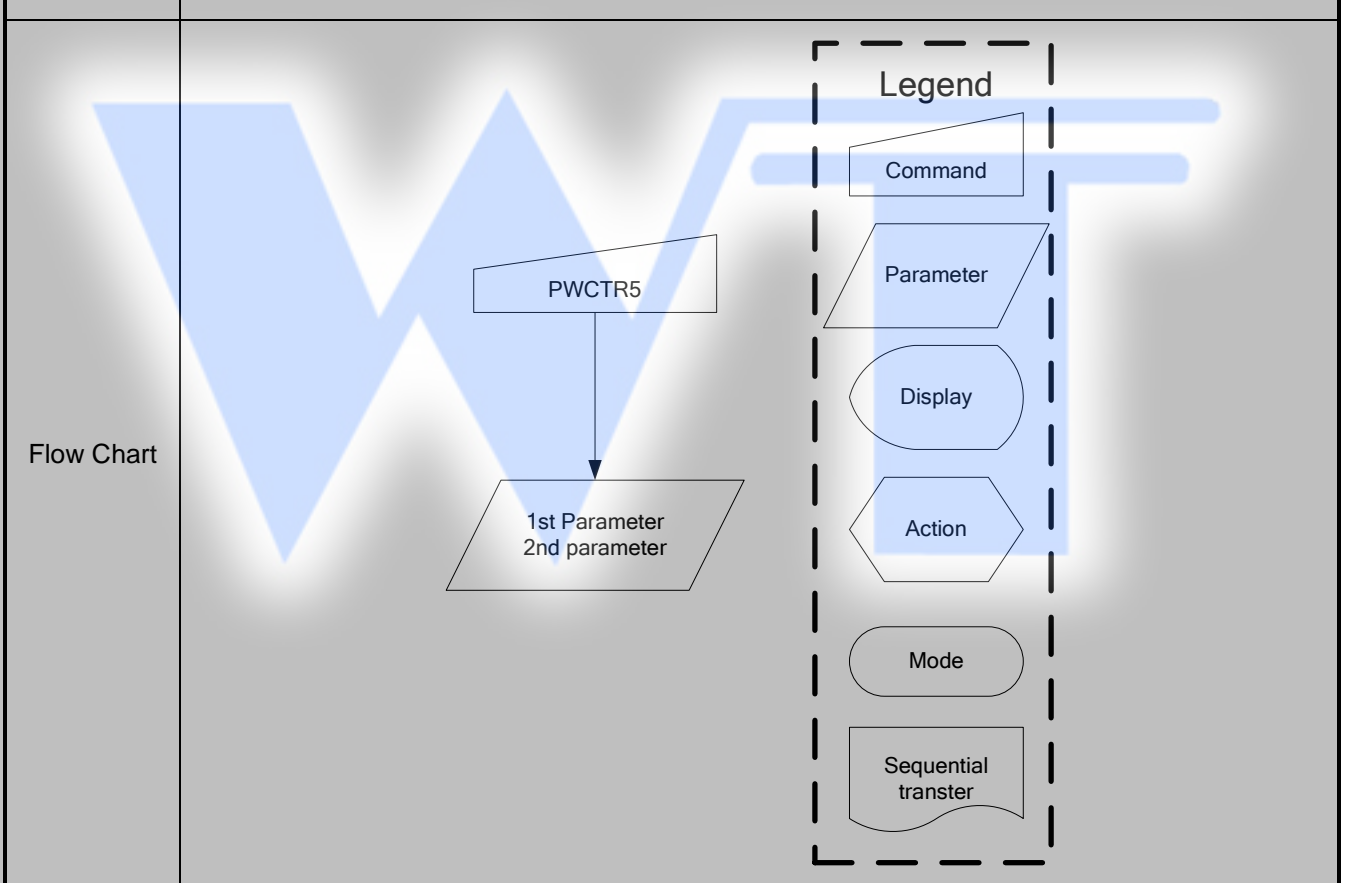 Flow Chart
PWCTR5
1st Parameter
2nd parameter
Legend
Command
Parameter
Display
Action
Mode
Sequential
transter